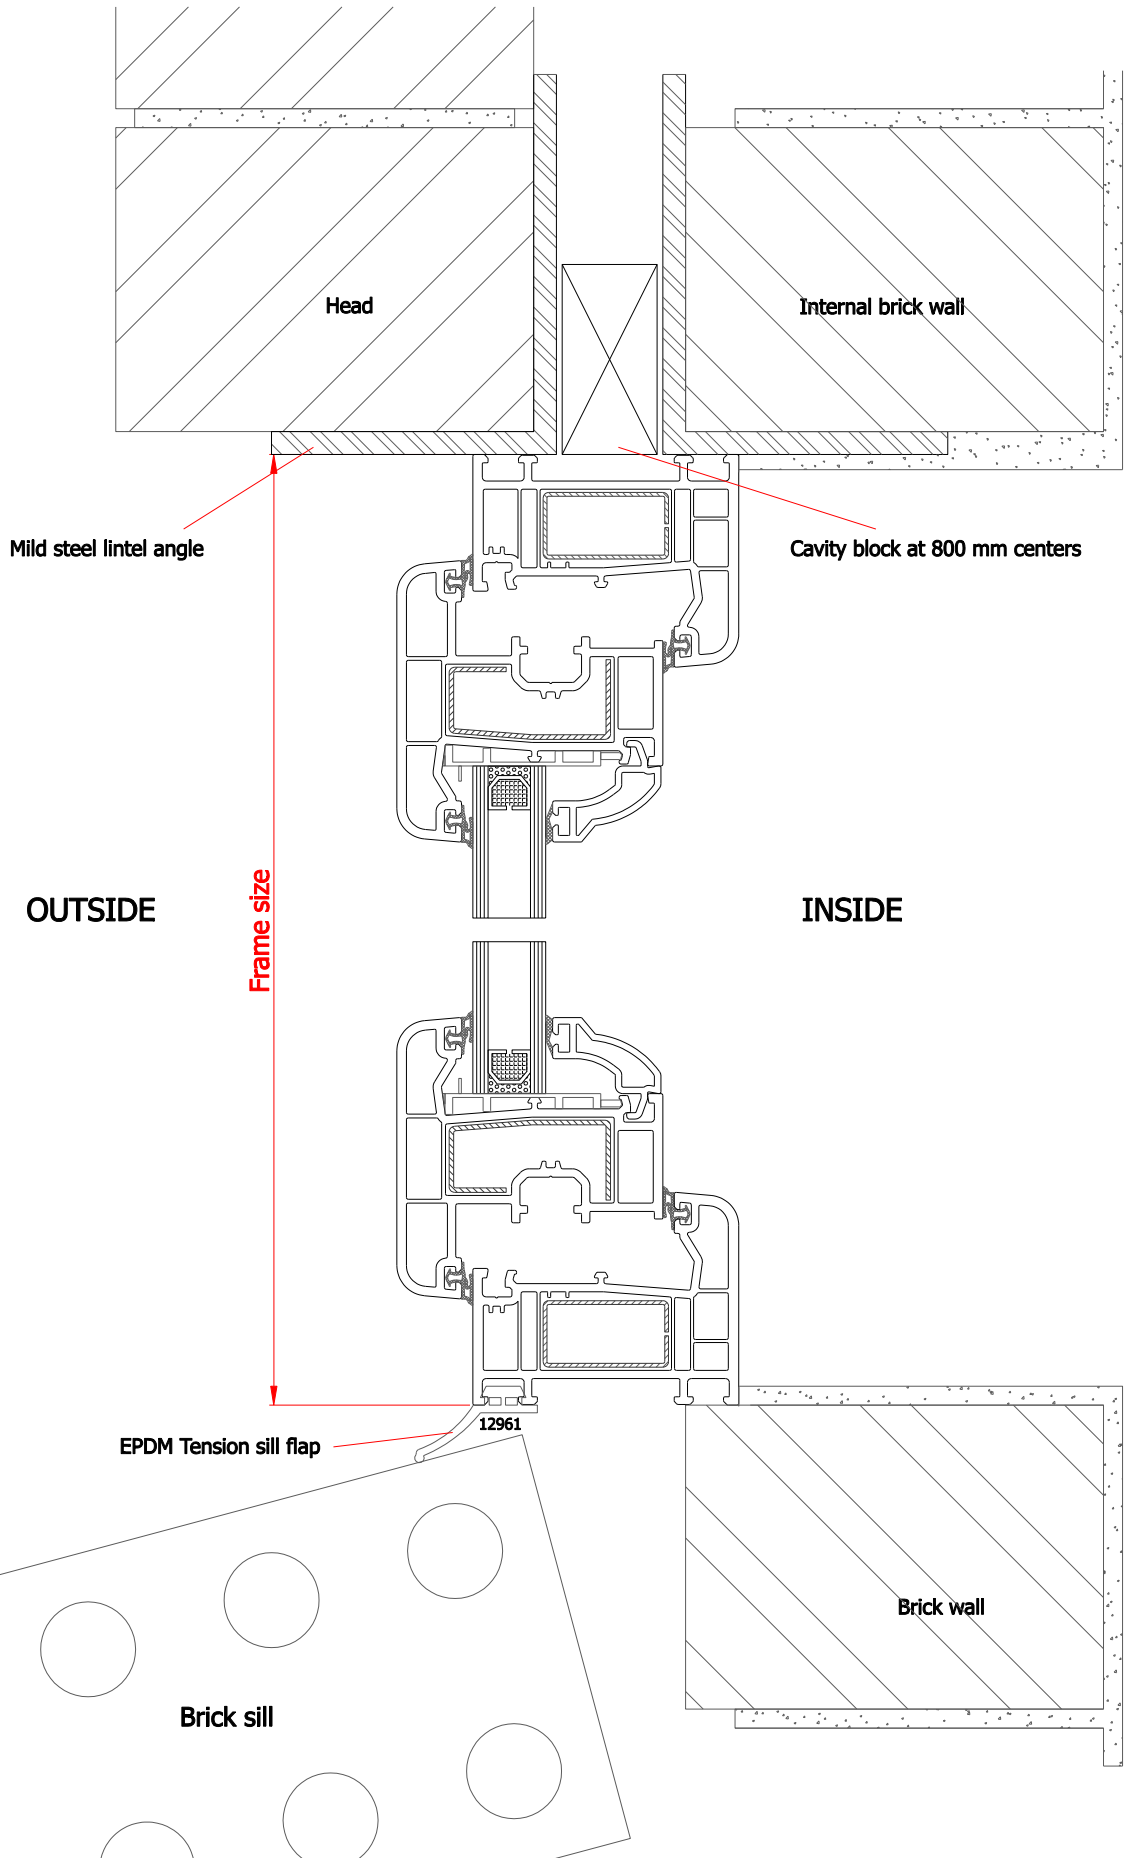 Head
Internal brick wall
Mild steel lintel angle
Cavity block at 800 mm centers
OUTSIDE
Frame size
INSIDE
12961
EPDM Tension sill flap
Brick wall
Brick sill